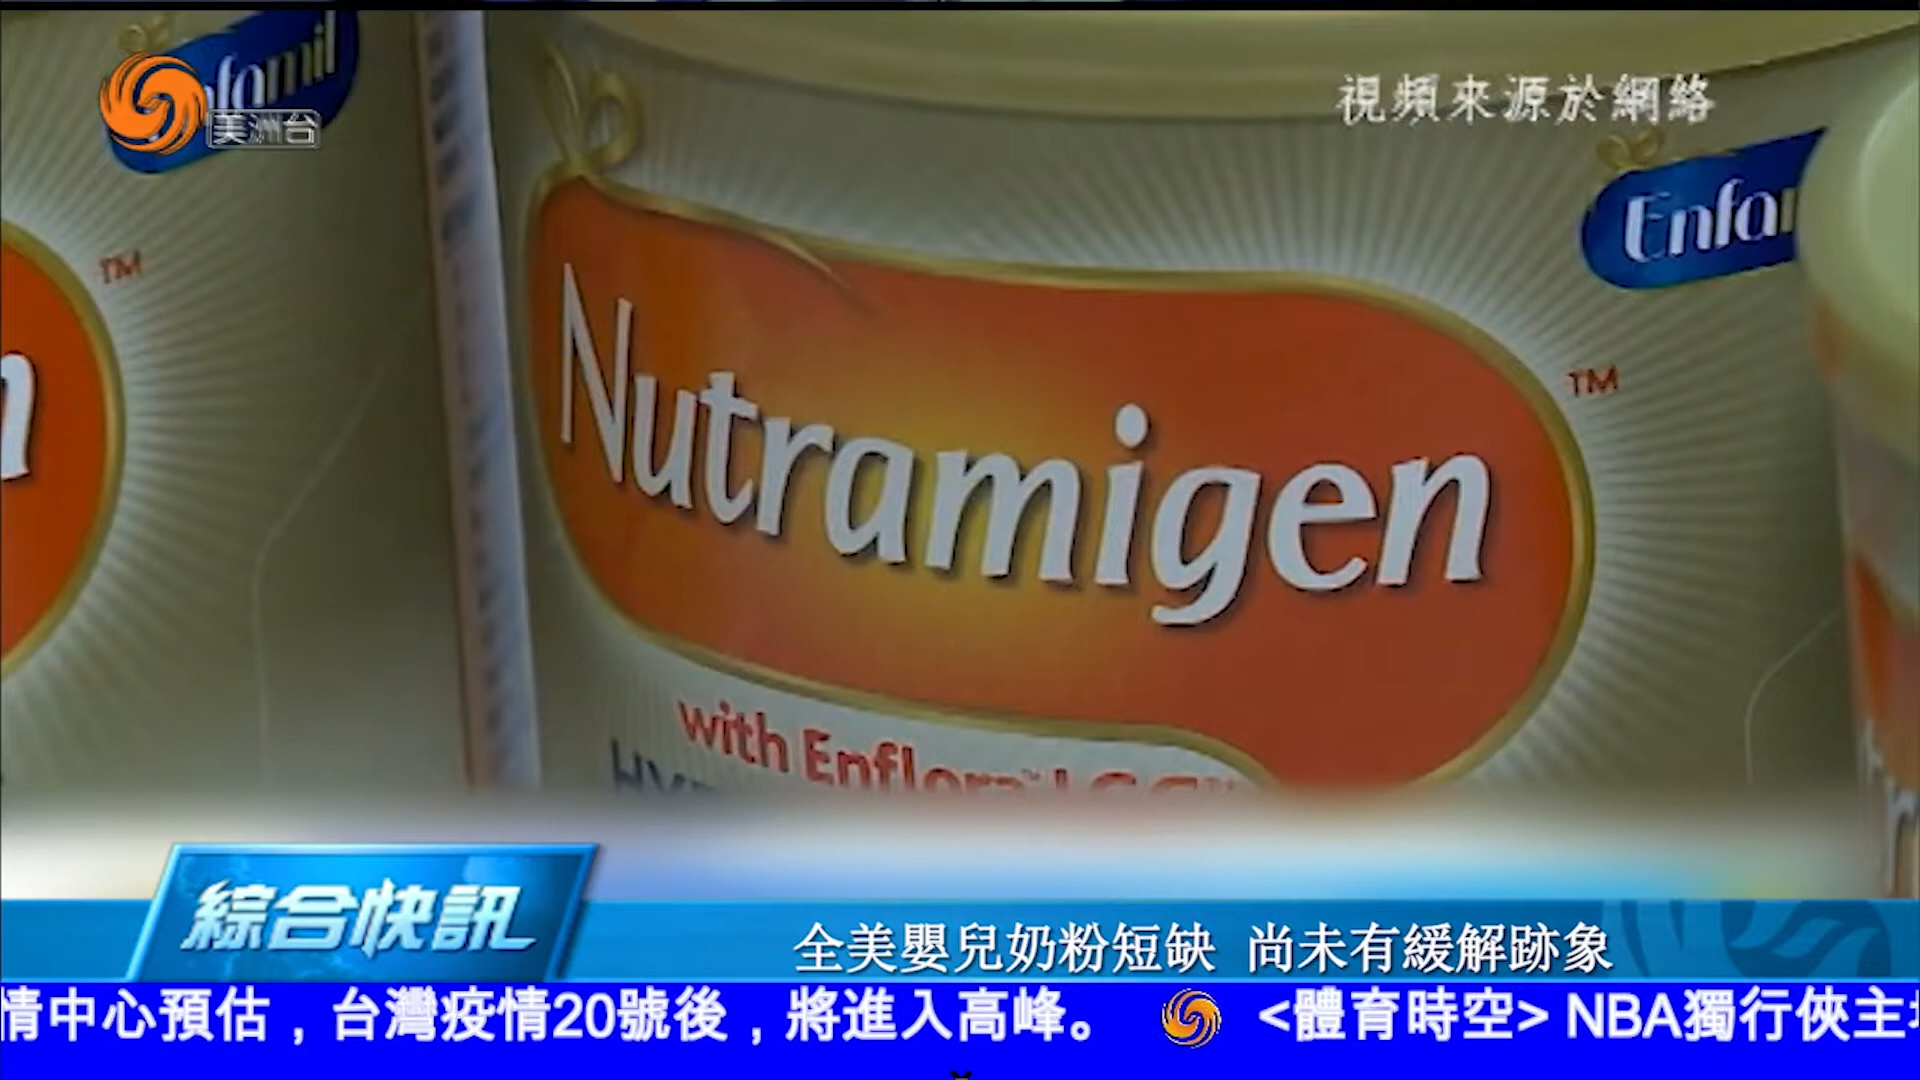 美洲台
視頻來源於網絡
TM
TM
Nutramigen
with Enflora LGG
綜合快訊
全美嬰兒奶粉短缺 尚未有緩解跡象
情中心預估，台灣疫情20號後，將進入高峰。 <體育時空> NBA獨行俠主